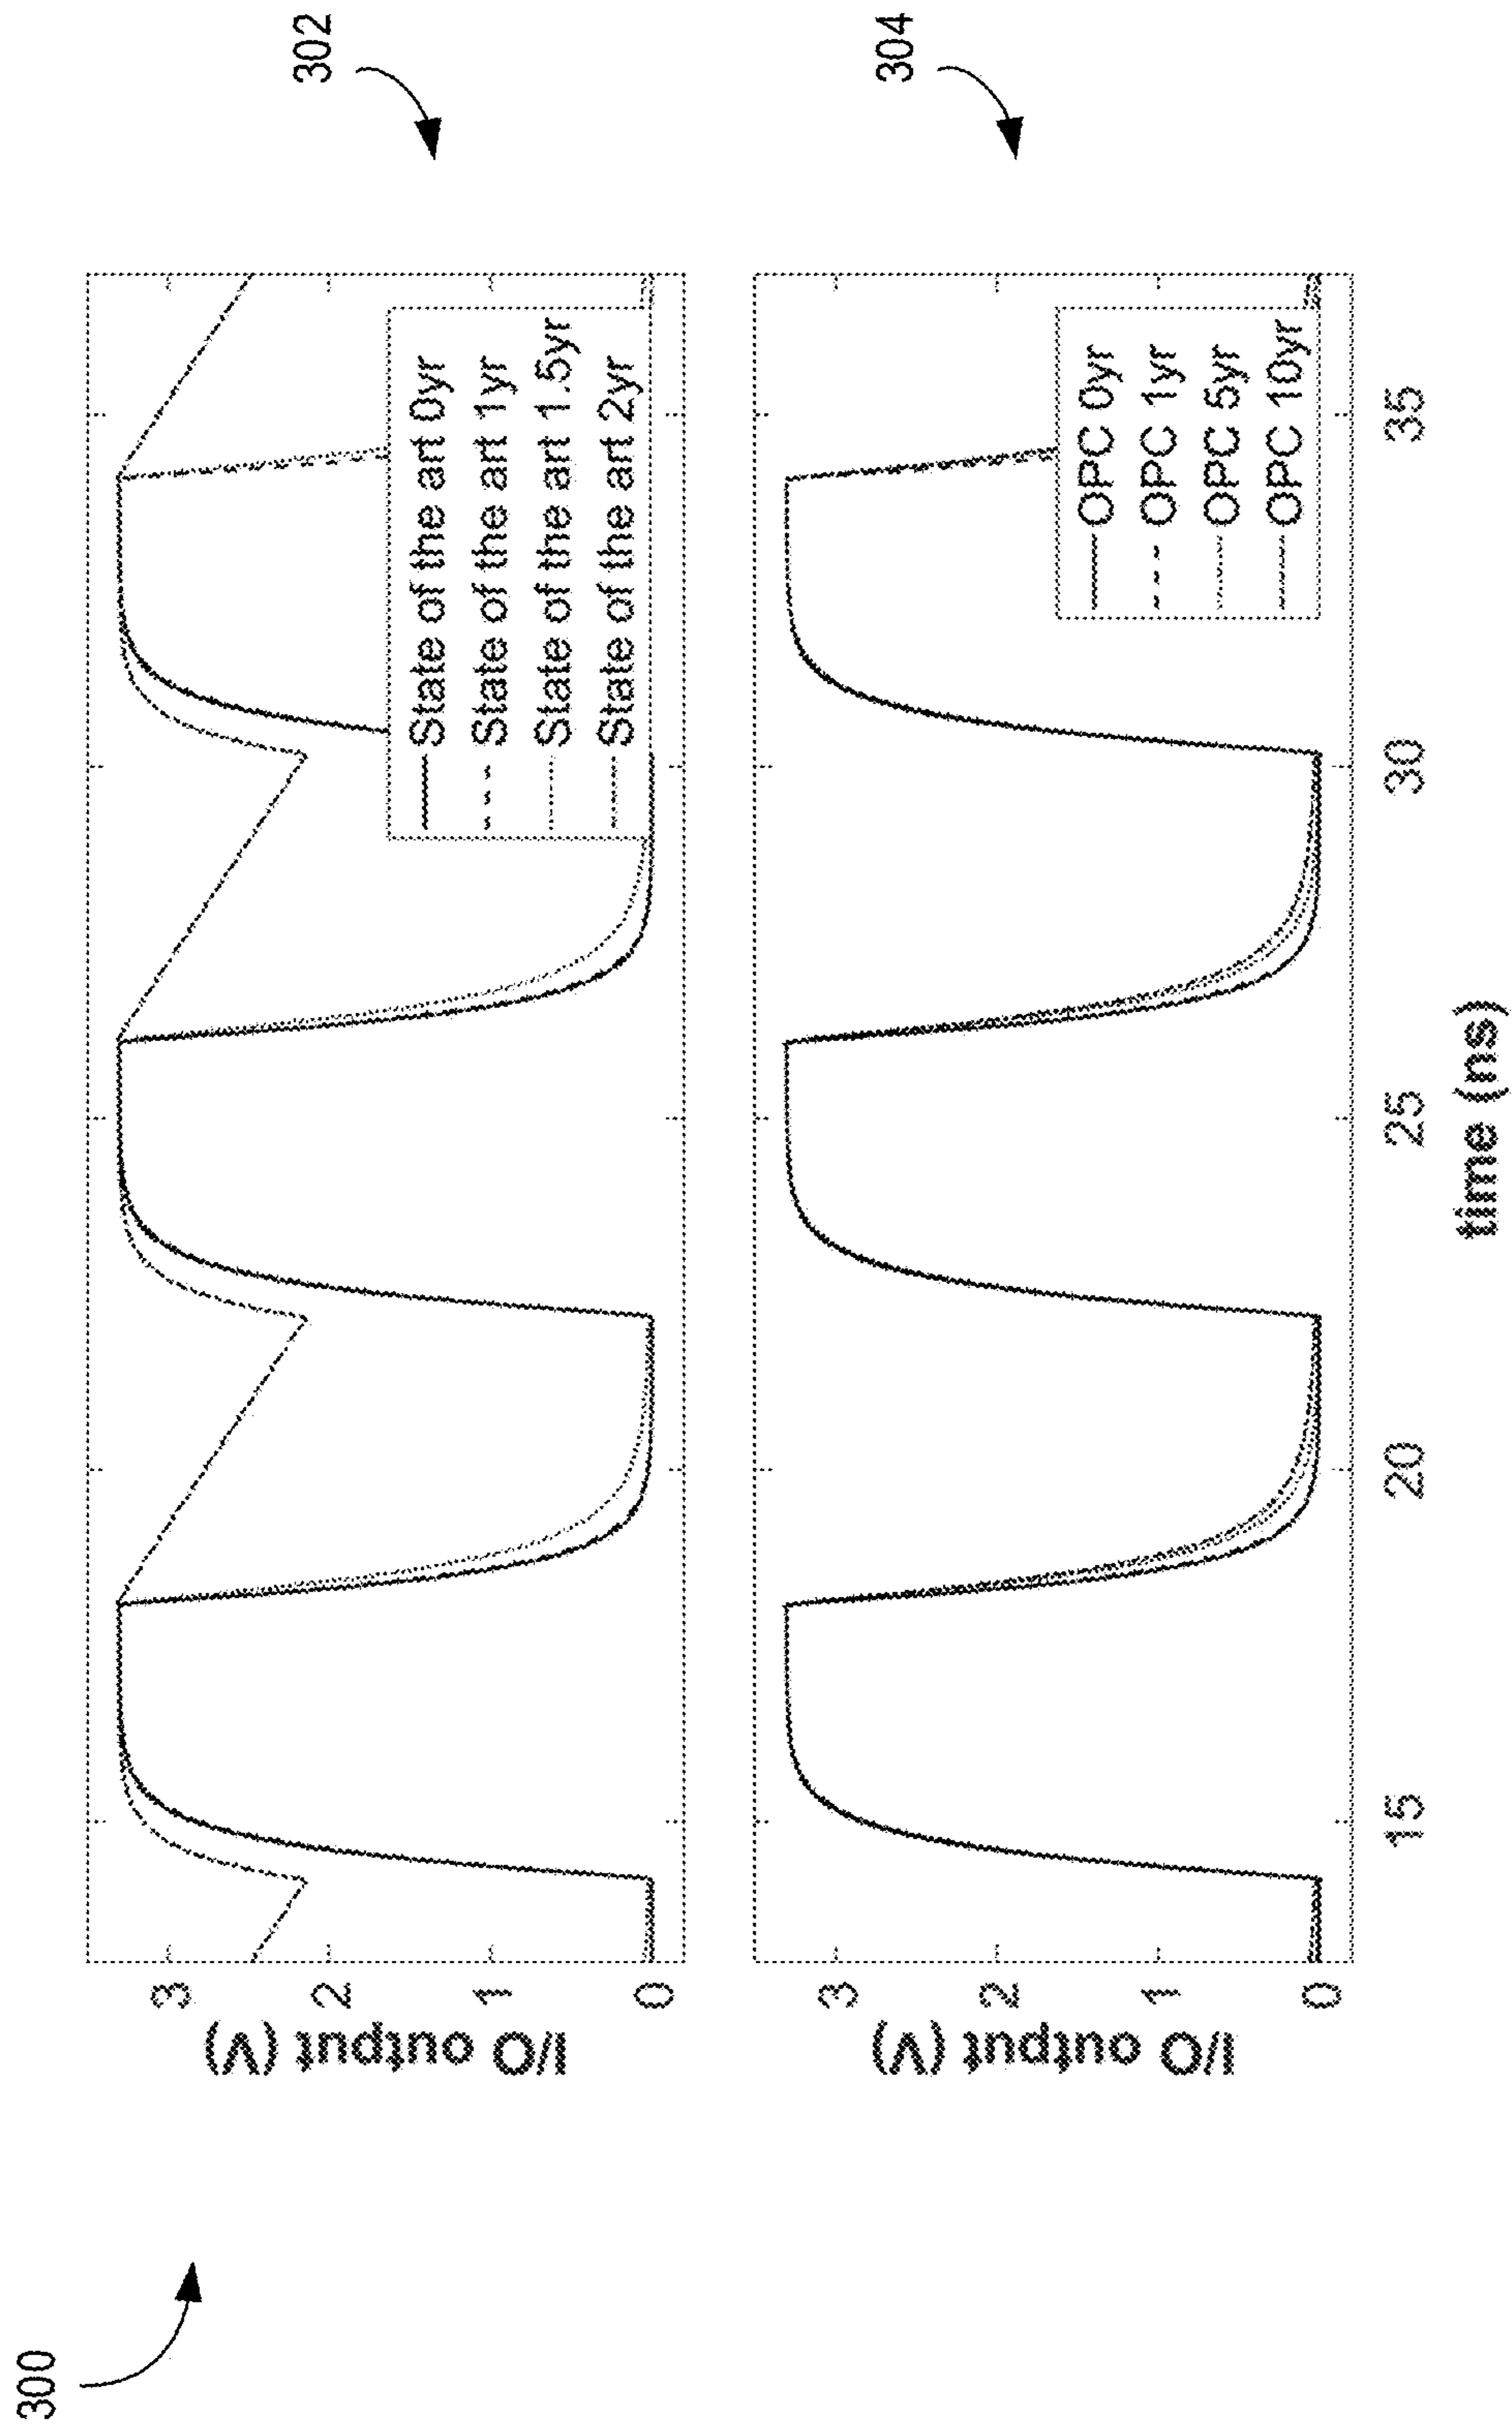 300
302
I/O output (V)
3
2
1
0
State of the art 0yr
State of the art 1yr
State of the art 1.5yr
State of the art 2yr
304
I/O output (V)
3
2
1
0
OPC 0yr
OPC 1yr
OPC 5yr
OPC 10yr
15
20
25
30
35
time (ns)